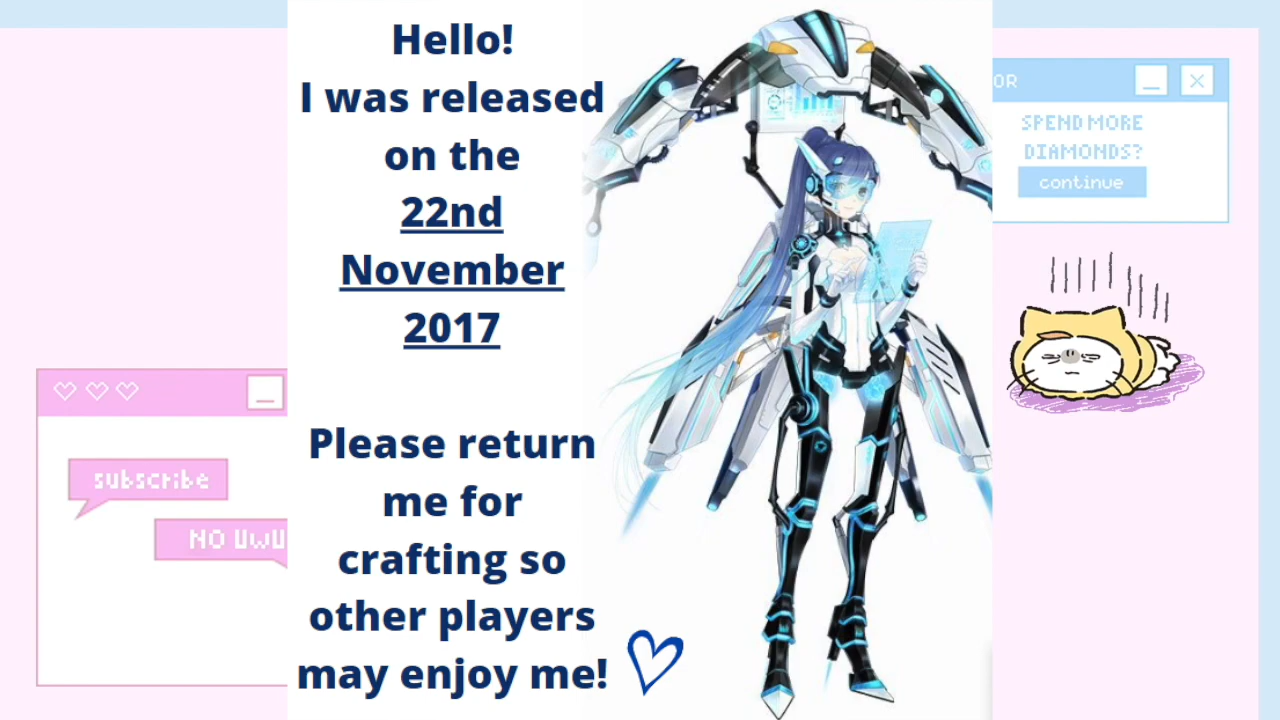 Hello!
I was released
on the
22nd
November
2017
Please return
me for
crafting so
other players
may enjoy me!
OR
SPEND MORE
DIAMONDS?
continue
subscribe
NO UwU